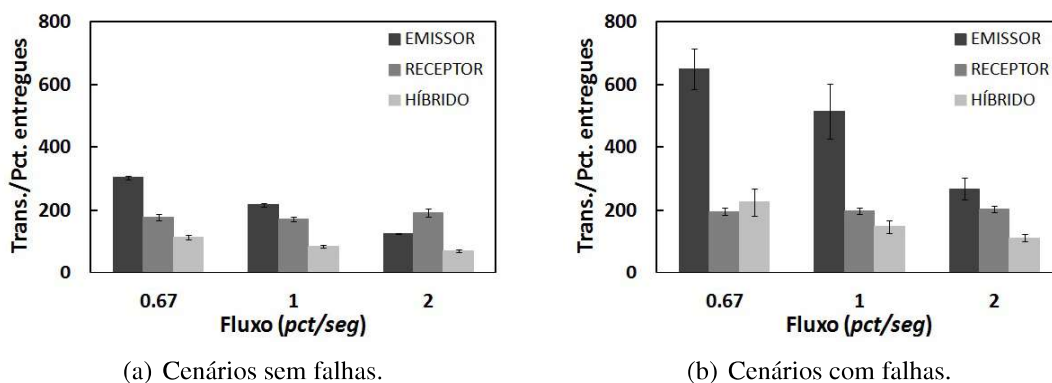 800
600
400
200
0
Trans./Pct. entregues
EMISSOR
RECEPTOR
HÍBRIDO
0.67 1 2
Fluxo (pct/seg)
(a) Cenários sem falhas.
800
600
400
200
0
Trans./Pct. entregues
EMISSOR
RECEPTOR
HÍBRIDO
0.67 1 2
Fluxo (pct/seg)
(b) Cenários com falhas.